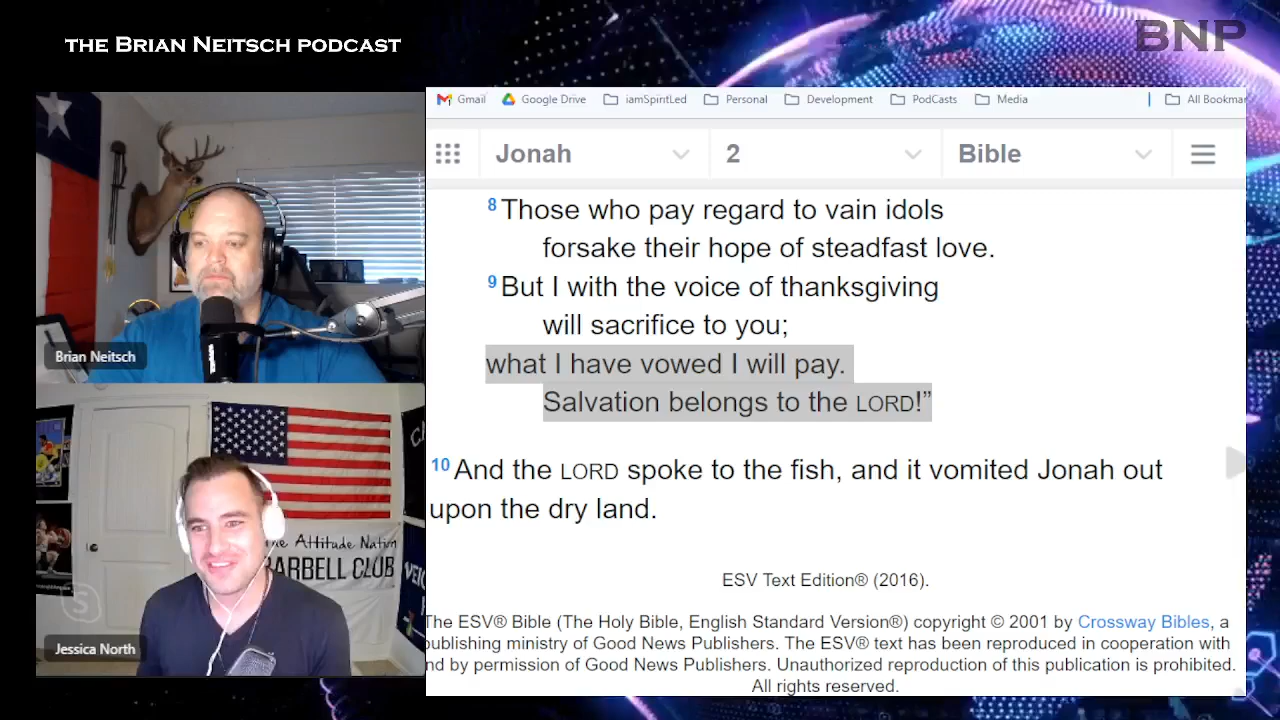 THE BRIAN NEITSCH PODCAST
BNP
Gmail
Google Drive
iamSpiritLed
Personal
Development
PodCasts
Media
All Bookmar
Jonah
2
Bible
8 Those who pay regard to vain idols
forsake their hope of steadfast love.
9 But I with the voice of thanksgiving
will sacrifice to you;
what I have vowed I will pay.
Salvation belongs to the LORD!”
10 And the LORD spoke to the fish, and it vomited Jonah out
upon the dry land.
ESV Text Edition® (2016).
The ESV® Bible (The Holy Bible, English Standard Version®) copyright © 2001 by Crossway Bibles, a
publishing ministry of Good News Publishers. The ESV® text has been reproduced in cooperation with
nd by permission of Good News Publishers. Unauthorized reproduction of this publication is prohibited.
All rights reserved.
Brian Neitsch
The Attitude Nation
BARBELL CLUB
S
Jessica North